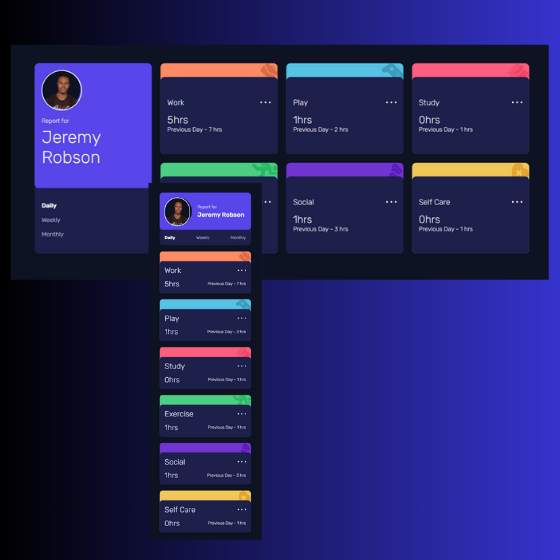 Report for
Jeremy
Robson
Daily
Weekly
Monthly
Work
5hrs
Previous Day - 7 hrs
Play
1hrs
Previous Day - 2 hrs
Study
0hrs
Previous Day - 1 hrs
Social
1hrs
Previous Day - 3 hrs
Self Care
0hrs
Previous Day - 1 hrs
Report for
Jeremy Robson
Daily Weekly Monthly
Work
5hrs Previous Day - 7 hrs
Play
1hrs Previous Day - 2 hrs
Study
0hrs Previous Day - 1 hrs
Exercise
1hrs Previous Day - 1 hrs
Social
1hrs Previous Day - 3 hrs
Self Care
0hrs Previous Day - 1 hrs